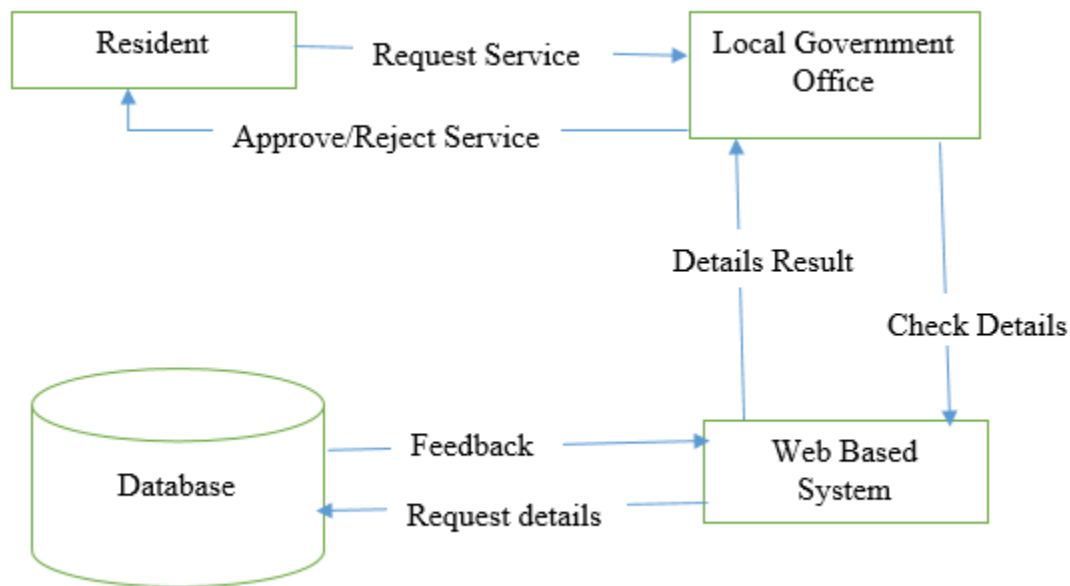 Resident
Request Service
Local Government
Office
Approve/Reject Service
Details Result
Check Details
Database
Feedback
Request details
Web Based
System